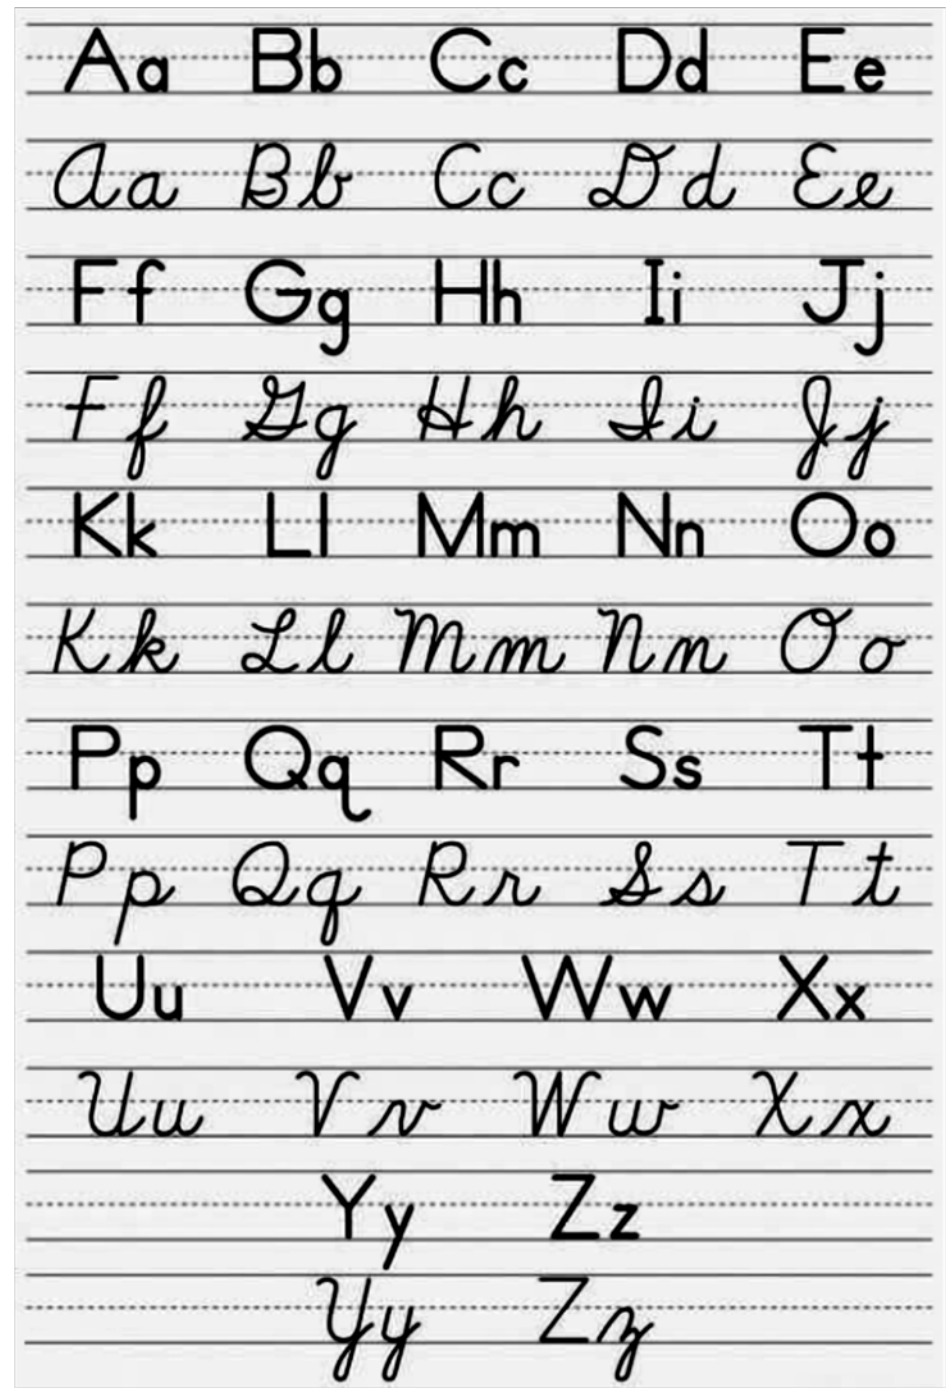 Aa Bb Cc Dd Ee
Aa Bb Cc Dd Ee
Ff Gg Hh Ii Jj
Ff Gg Hh Ii Jj
Kk Ll Mm Nn Oo
Kk Ll Mm Nn Oo
Pp Qq Rr Ss Tt
Pp Qq Rr Ss Tt
Uu Vv Ww Xx
Uu Vv Ww Xx
Yy Zz
Yy Zz